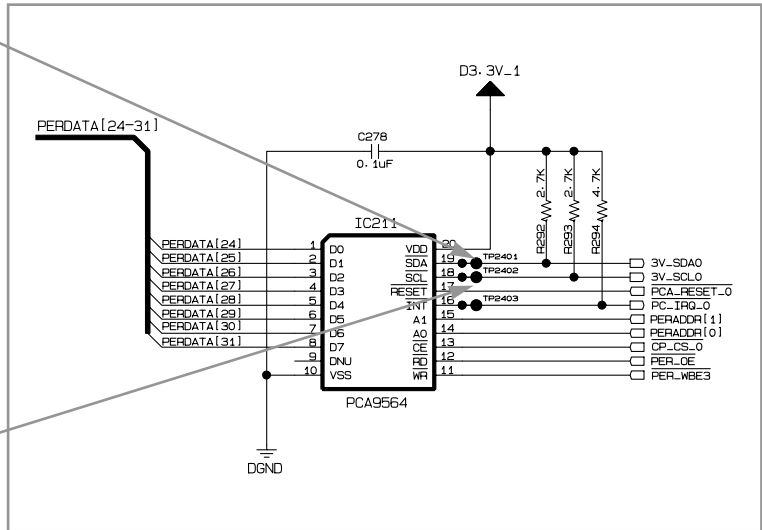 D3.3V_1
PERDATA[24-31]
C278
0.1uF
2.7K
2.7K
4.7K
R292
R293
R294
IC211
PERDATA[24] 1 D0 VDD 20
PERDATA[25] 2 D1 SDA 19 TP2401 3V_SDA0
PERDATA[26] 3 D2 SCL 18 TP2402 3V_SCL0
PERDATA[27] 4 D3 RESET 17 PCA_RESET_0
PERDATA[28] 5 D4 INT 16 TP2403 PC_IRQ_0
PERDATA[29] 6 D5 A1 15 PERADDR[1]
PERDATA[30] 7 D6 A0 14 PERADDR[0]
PERDATA[31] 8 D7 CE 13 CP_CS_0
9 DNU RD 12 PER_OE
10 VSS WR 11 PER_WBE3
PCA9564
DGND